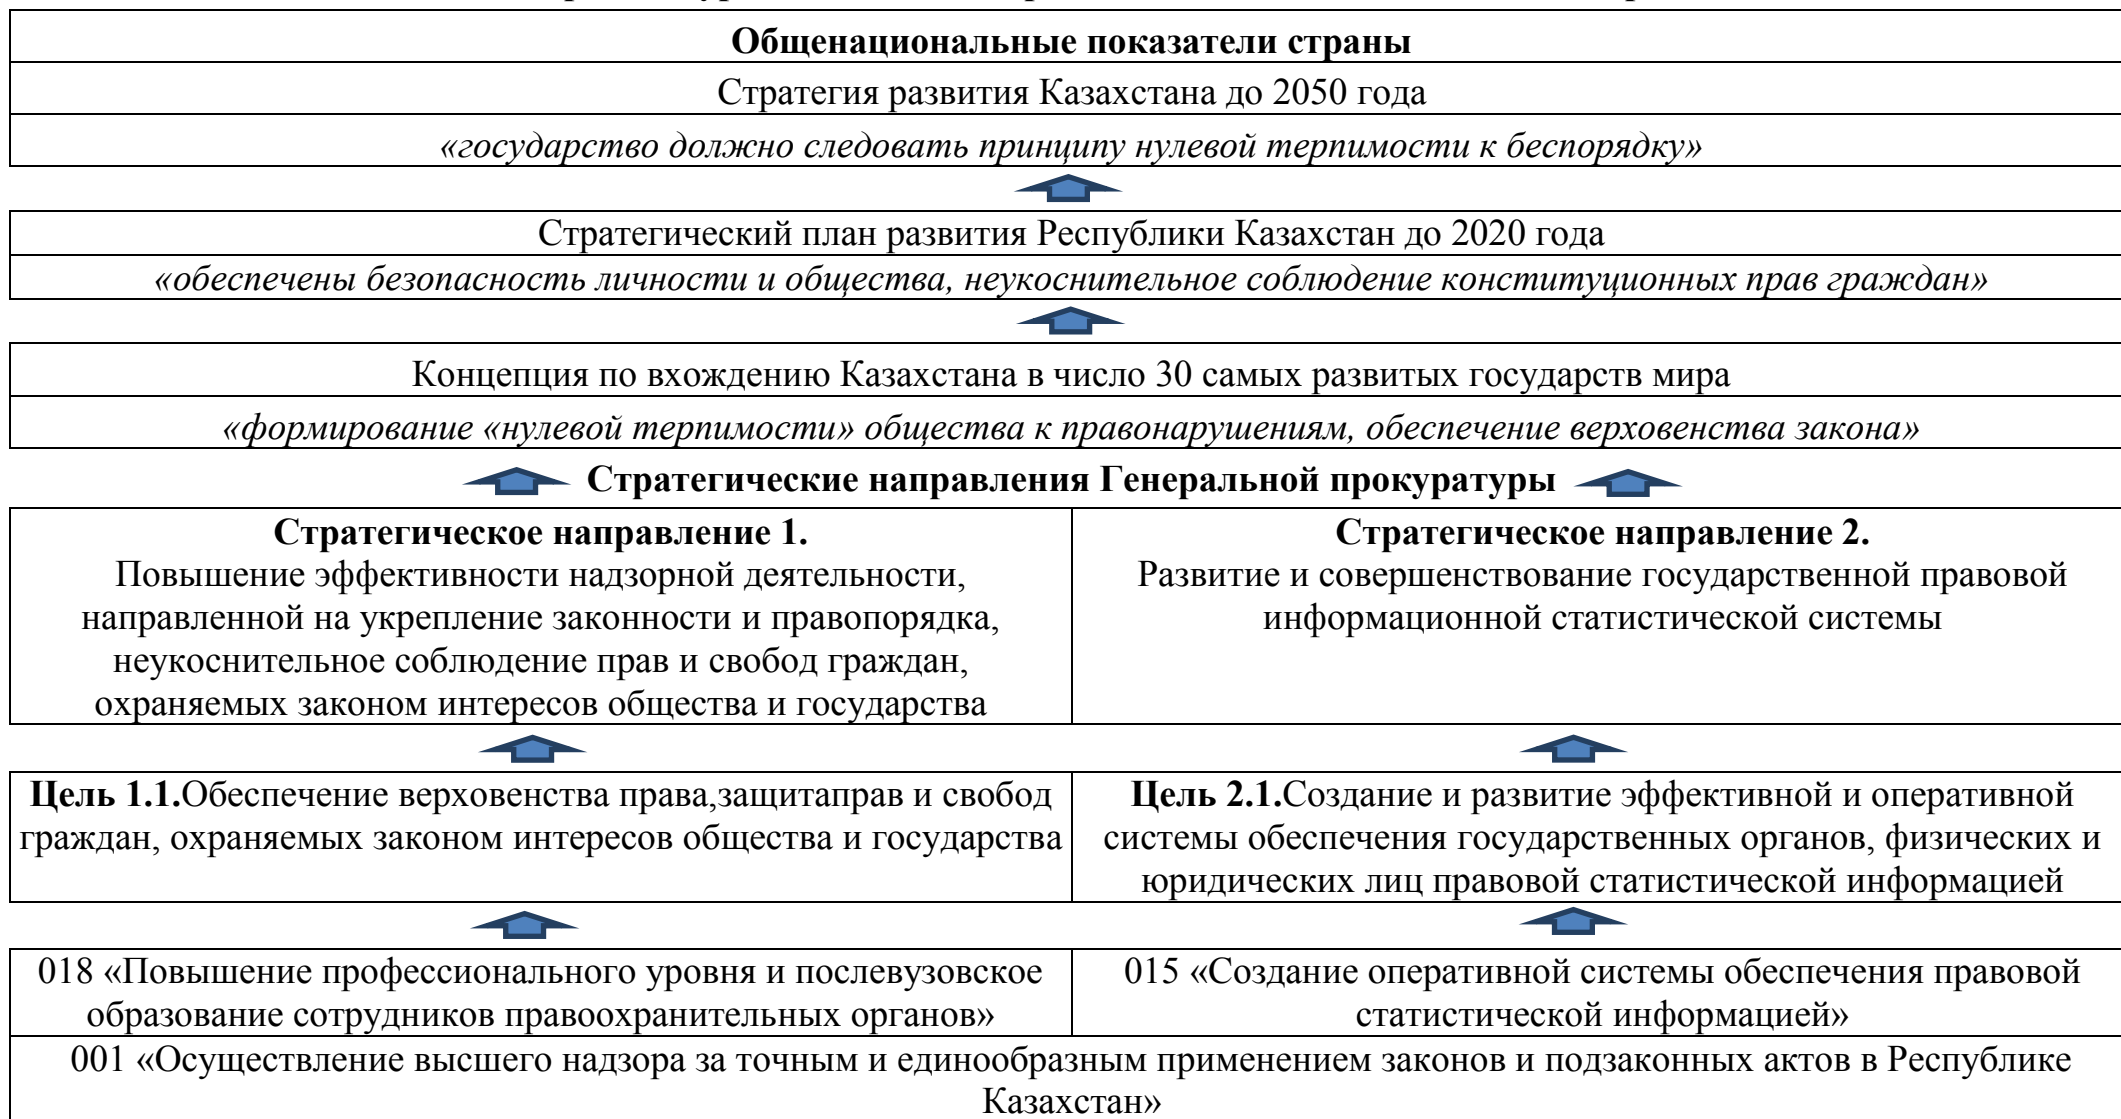 Общенациональные показатели страны
Стратегия развития Казахстана до 2050 года
«государство должно следовать принципу нулевой терпимости к беспорядку»
Стратегический план развития Республики Казахстан до 2020 года
«обеспечены безопасность личности и общества, неукоснительное соблюдение конституционных прав граждан»
Концепция по вхождению Казахстана в число 30 самых развитых государств мира
«формирование «нулевой терпимости» общества к правонарушениям, обеспечение верховенства закона»
Стратегические направления Генеральной прокуратуры
Стратегическое направление 1.
Повышение эффективности надзорной деятельности,
направленной на укрепление законности и правопорядка,
неукоснительное соблюдение прав и свобод граждан,
охраняемых законом интересов общества и государства
Стратегическое направление 2.
Развитие и совершенствование государственной правовой
информационной статистической системы
Цель 1.1.Обеспечение верховенства права,защитаправ и свобод
граждан, охраняемых законом интересов общества и государства
Цель 2.1.Создание и развитие эффективной и оперативной
системы обеспечения государственных органов, физических и
юридических лиц правовой статистической информацией
018 «Повышение профессионального уровня и послевузовское
образование сотрудников правоохранительных органов»
015 «Создание оперативной системы обеспечения правовой
статистической информацией»
001 «Осуществление высшего надзора за точным и единообразным применением законов и подзаконных актов в Республике
Казахстан»